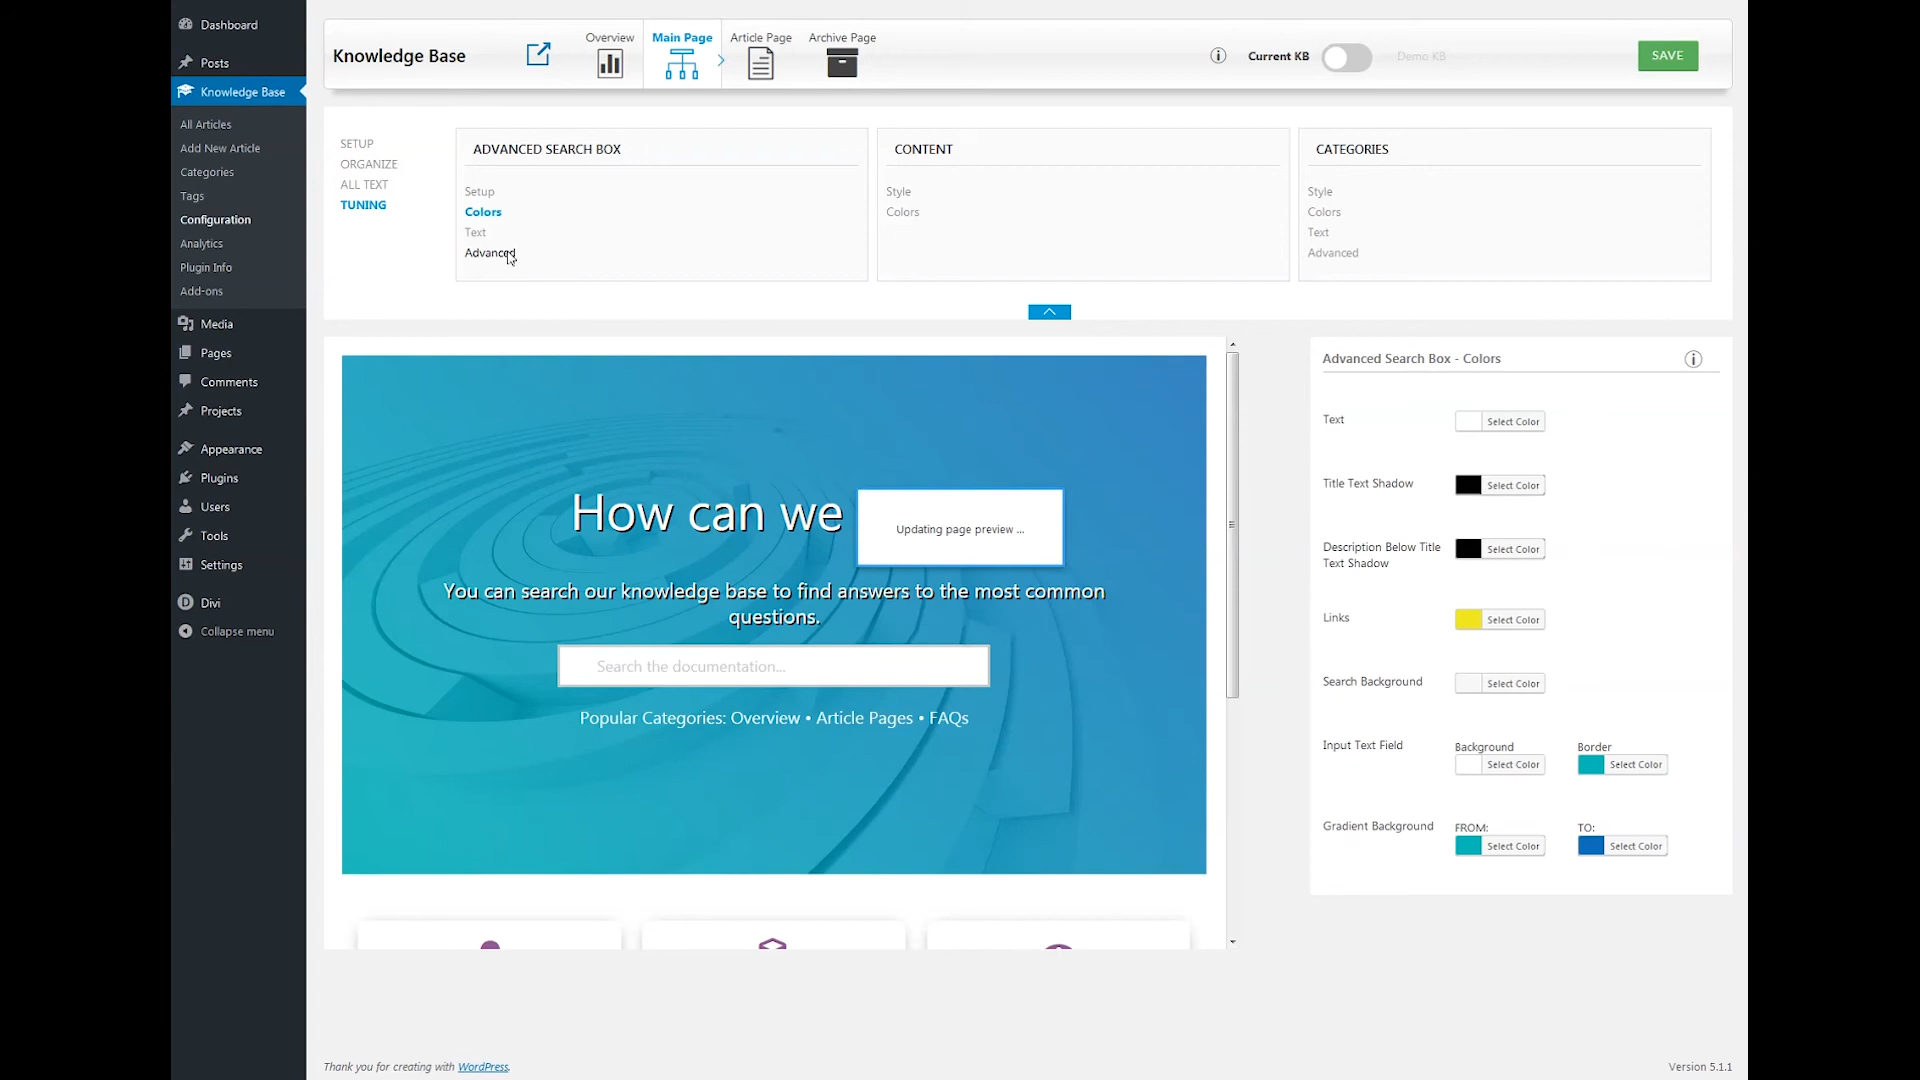 Dashboard
Posts
Knowledge Base
All Articles
Add New Article
Categories
Tags
Configuration
Analytics
Plugin Info
Add-ons
Media
Pages
Comments
Projects
Appearance
Plugins
Users
Tools
Settings
Divi
Collapse menu
Knowledge Base
Overview
Main Page
Article Page
Archive Page
Current KB
Demo KB
SAVE
SETUP
ORGANIZE
ALL TEXT
TUNING
ADVANCED SEARCH BOX
Setup
Colors
Text
Advanced
CONTENT
Style
Colors
CATEGORIES
Style
Colors
Text
Advanced
How can we
Updating page preview ...
You can search our knowledge base to find answers to the most common
questions.
Search the documentation...
Popular Categories: Overview • Article Pages • FAQs
Advanced Search Box - Colors
Text
Select Color
Title Text Shadow
Select Color
Description Below Title
Text Shadow
Select Color
Links
Select Color
Search Background
Select Color
Input Text Field
Background
Select Color
Border
Select Color
Gradient Background
FROM:
Select Color
TO:
Select Color
Thank you for creating with WordPress.
Version 5.1.1